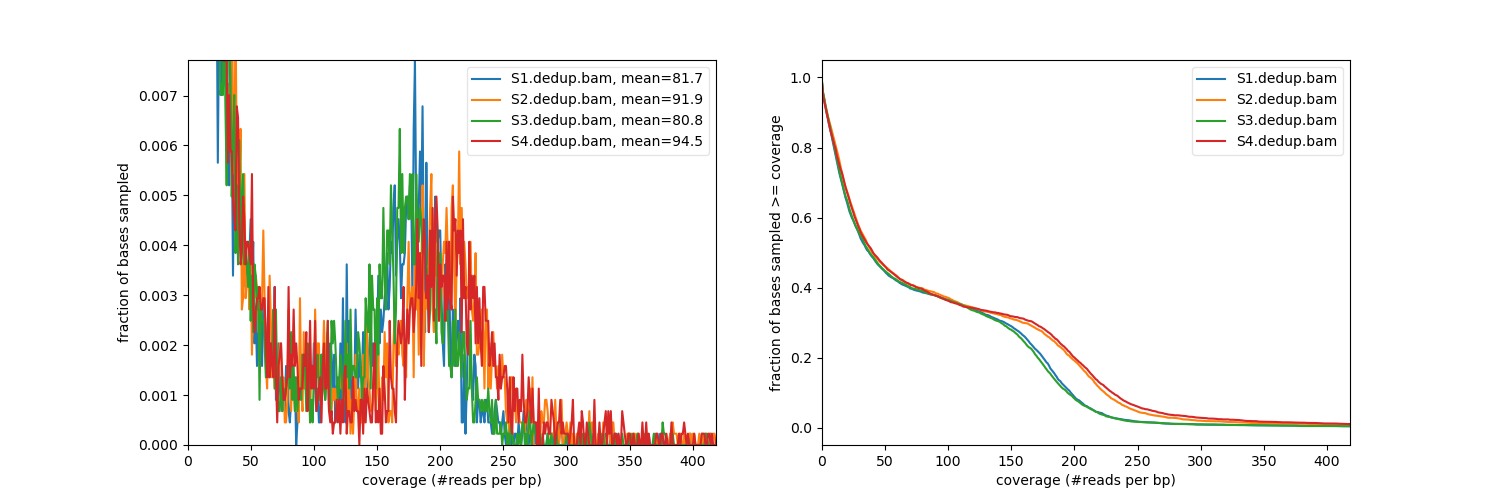 fraction of bases sampled
0.007
0.006
0.005
0.004
0.003
0.002
0.001
0.000
S1.dedup.bam, mean=81.7
S2.dedup.bam, mean=91.9
S3.dedup.bam, mean=80.8
S4.dedup.bam, mean=94.5
0 50 100 150 200 250 300 350 400
coverage (#reads per bp)
fraction of bases sampled >= coverage
1.0
0.8
0.6
0.4
0.2
0.0
S1.dedup.bam
S2.dedup.bam
S3.dedup.bam
S4.dedup.bam
0 50 100 150 200 250 300 350 400
coverage (#reads per bp)